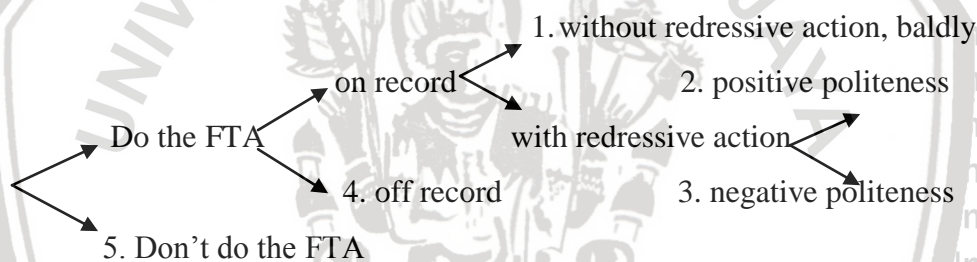 1. without redressive action, baldly
on record
2. positive politeness
Do the FTA
with redressive action
4. off record
3. negative politeness
5. Don’t do the FTA